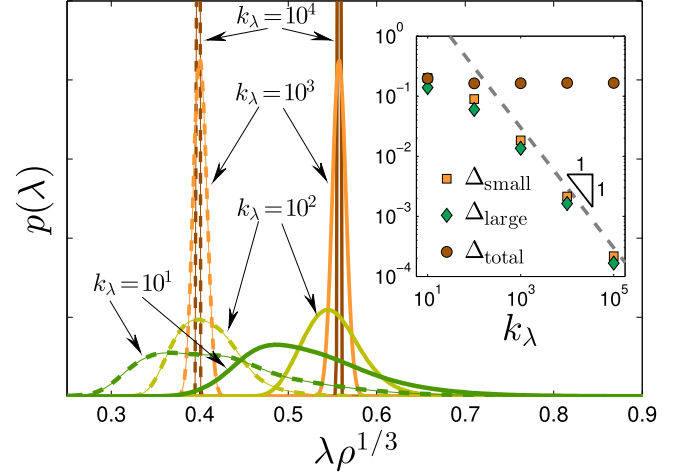 k_λ = 10^4
k_λ = 10^3
k_λ = 10^2
k_λ = 10^1
p(λ)
0.3 0.4 0.5 0.6 0.7 0.8 0.9
λρ^{1/3}
10^0
10^{-1}
10^{-2}
10^{-3}
10^{-4}
1
1
Δ_small
Δ_large
Δ_total
10^1 10^3 10^5
k_λ